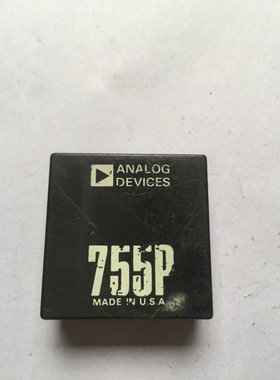 ANALOG
DEVICES
755P
MADE IN U.S.A.